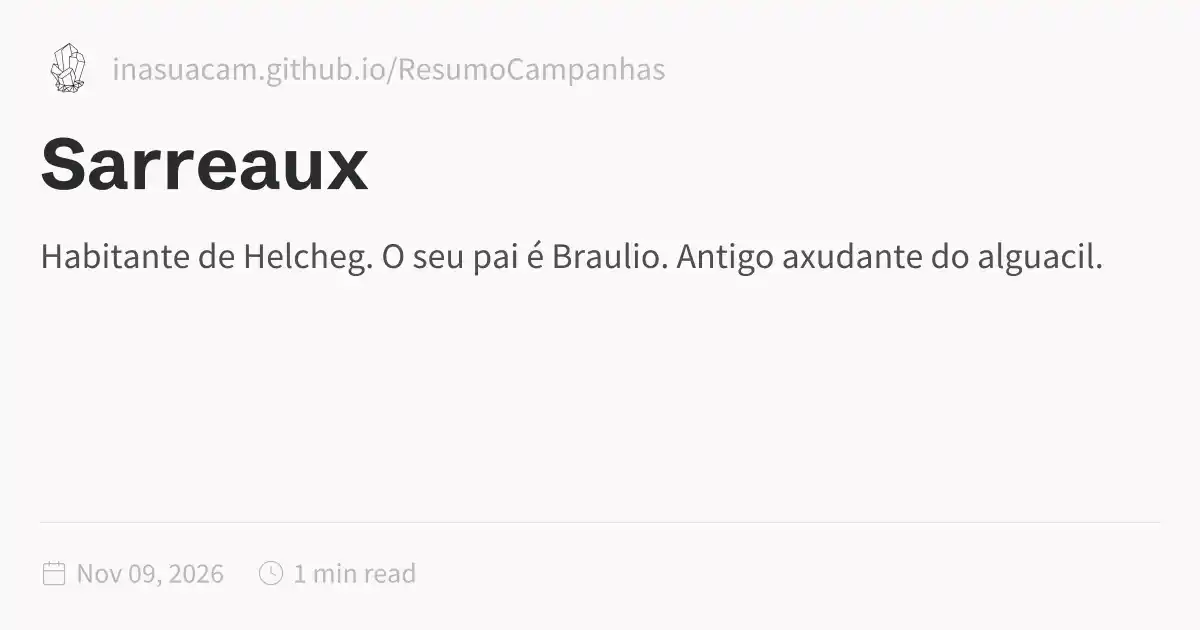 inasuacam.github.io/ResumoCampanhas
Sarreaux
Habitante de Helcheg. O seu pai é Braulio. Antigo axudante do alguacil.
Nov 09, 2026 1 min read